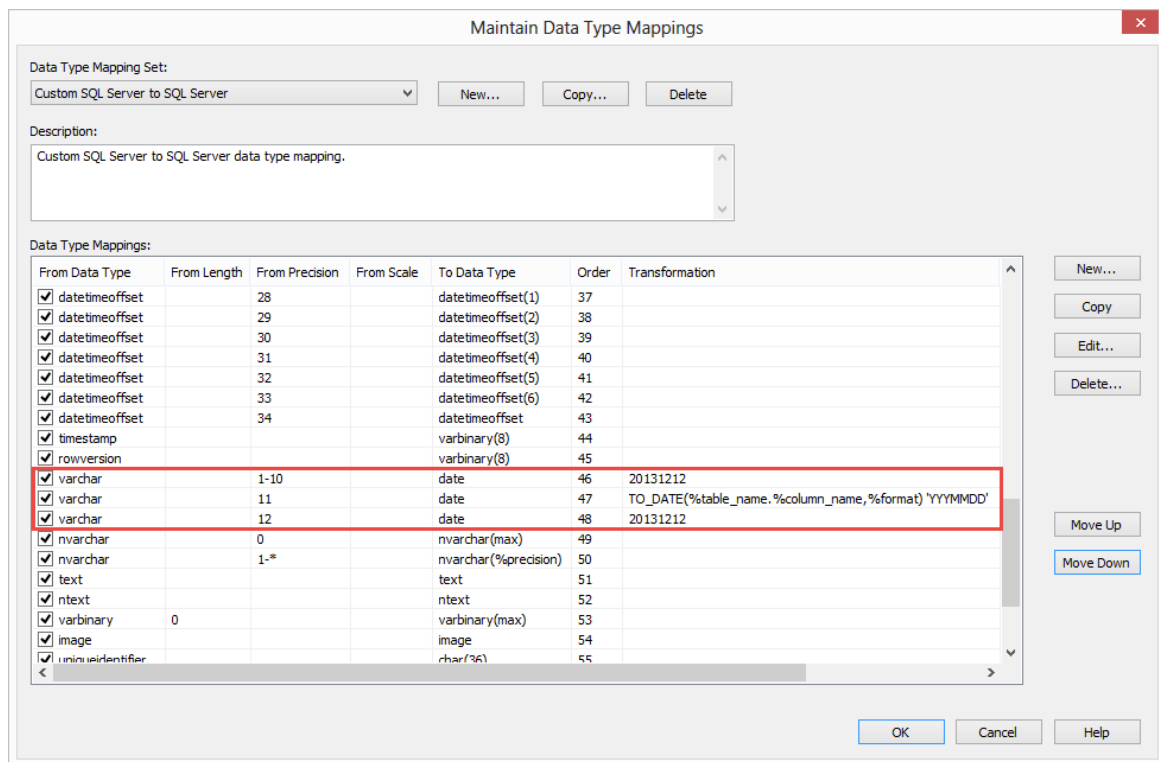 Maintain Data Type Mappings
Data Type Mapping Set:
Custom SQL Server to SQL Server New... Copy... Delete
Description:
Custom SQL Server to SQL Server data type mapping.
Data Type Mappings:
From Data Type From Length From Precision From Scale To Data Type Order Transformation
datetimeoffset 28 datetimeoffset(1) 37
datetimeoffset 29 datetimeoffset(2) 38
datetimeoffset 30 datetimeoffset(3) 39
datetimeoffset 31 datetimeoffset(4) 40
datetimeoffset 32 datetimeoffset(5) 41
datetimeoffset 33 datetimeoffset(6) 42
datetimeoffset 34 datetimeoffset 43
timestamp varbinary(8) 44
rowversion varbinary(8) 45
varchar 1-10 date 46 20131212
varchar 11 date 47 TO_DATE(%table_name.%column_name,%format) 'YYYMMDD'
varchar 12 date 48 20131212
nvarchar 0 nvarchar(max) 49
nvarchar 1-* nvarchar(%precision) 50
text text 51
ntext ntext 52
varbinary 0 varbinary(max) 53
image image 54
uniqueidentifier char(36) 55
New...
Copy
Edit...
Delete...
Move Up
Move Down
OK Cancel Help